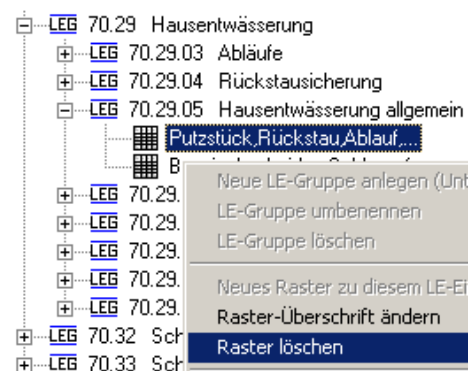 LEG 70.29 Hausentwässerung
LEG 70.29.03 Abläufe
LEG 70.29.04 Rückstausicherung
LEG 70.29.05 Hausentwässerung allgemein
Putzstück,Rückstau,Ablauf,...
Neue LE-Gruppe anlegen (Unt
LEG 70.29.
LE-Gruppe umbenennen
LEG 70.29.
LE-Gruppe löschen
LEG 70.29.
LEG 70.29.
Neues Raster zu diesem LE-Ei
LEG 70.29.
Raster-Überschrift ändern
LEG 70.32 Sch
Raster löschen
LEG 70.33 Sch